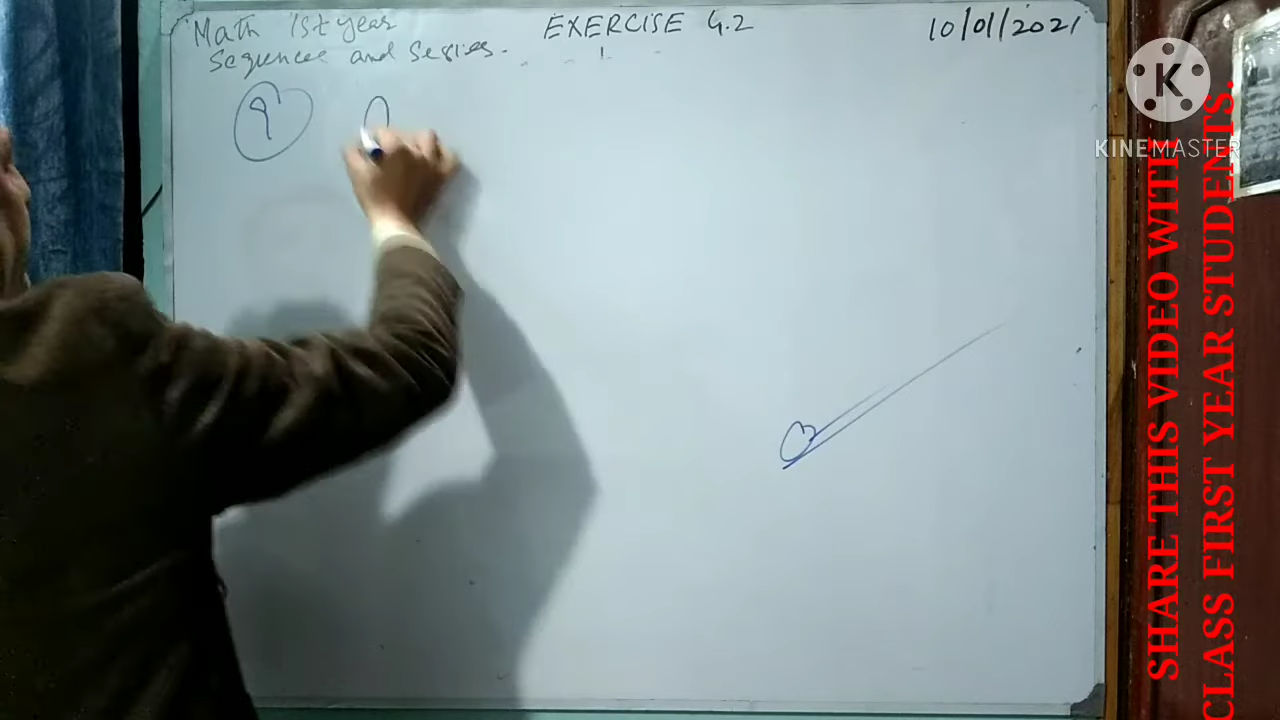 Math 1st year
EXERCISE 4.2
10/01/2021
Sequences and Series.
9
K
KINEMASTER
SHARE THIS VIDEO WITH
CLASS FIRST YEAR STUDENTS.